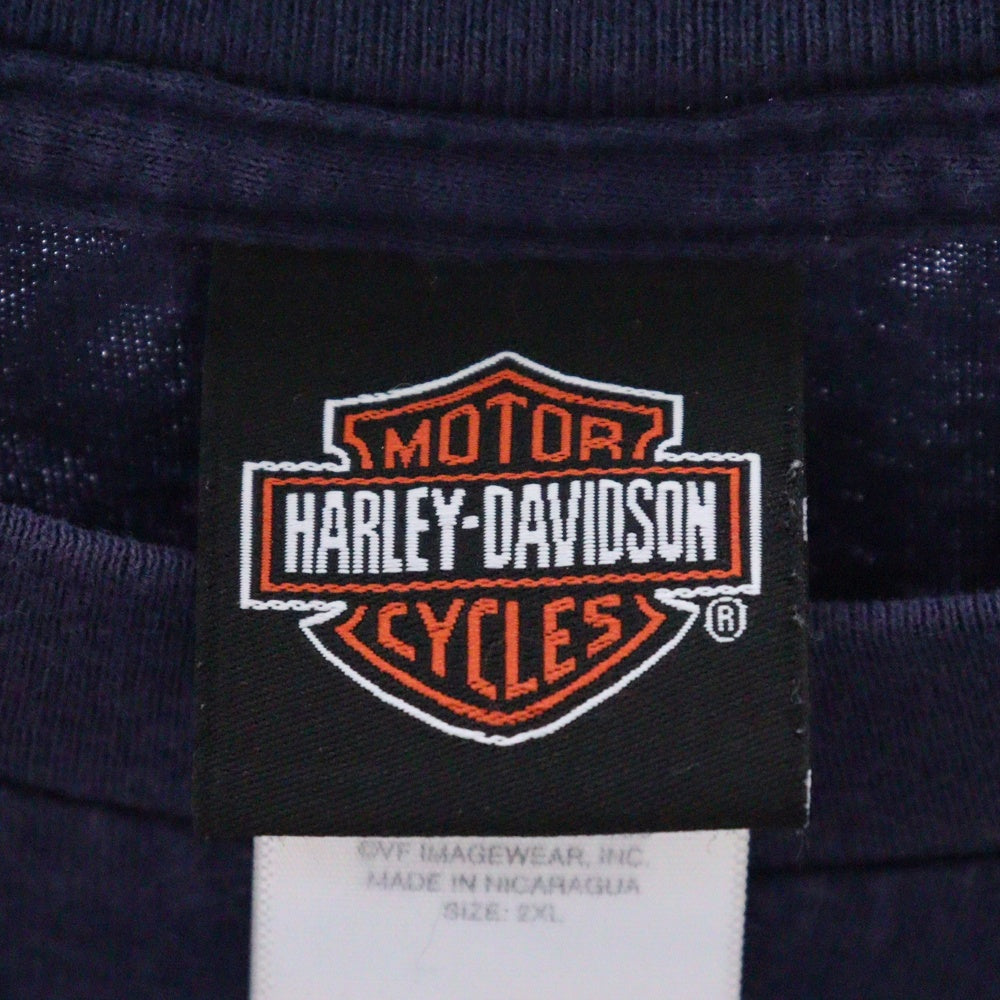 MOTOR
HARLEY-DAVIDSON
CYCLES ®
©VF IMAGEWEAR, INC.
MADE IN NICARAGUA
SIZE: 2XL